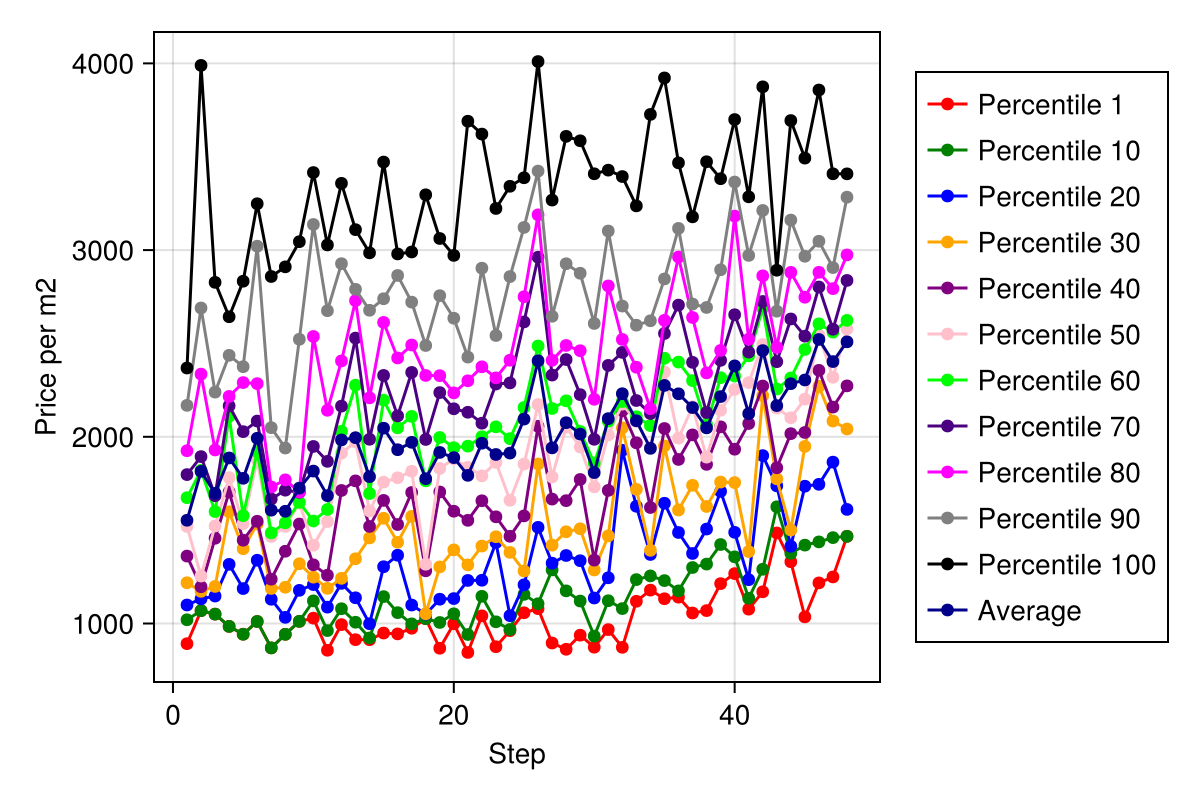 4000
3000
2000
1000
Price per m2
0
20
40
Step
Percentile 1
Percentile 10
Percentile 20
Percentile 30
Percentile 40
Percentile 50
Percentile 60
Percentile 70
Percentile 80
Percentile 90
Percentile 100
Average